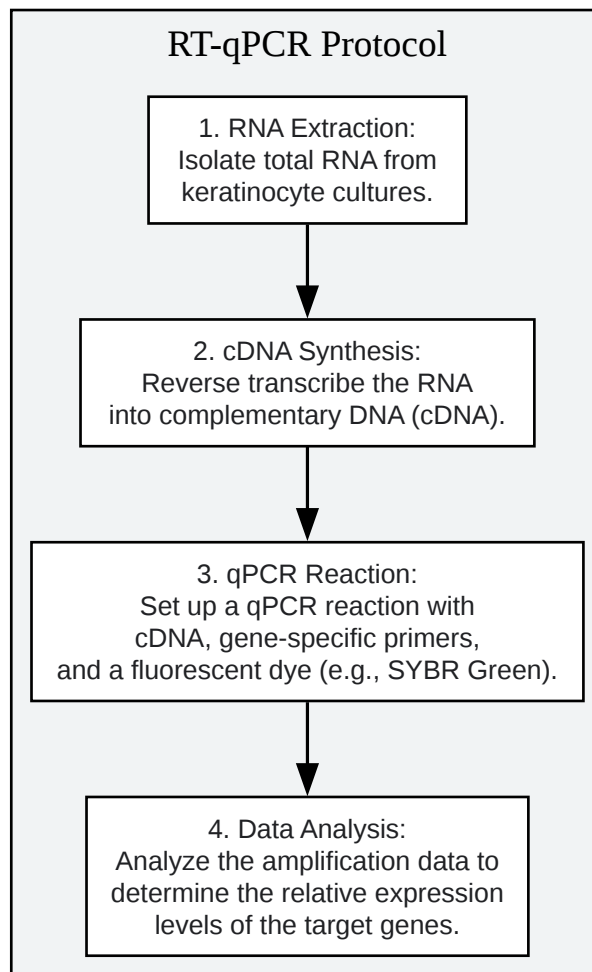 RT-qPCR Protocol
1. RNA Extraction:
Isolate total RNA from
keratinocyte cultures.
2. cDNA Synthesis:
Reverse transcribe the RNA
into complementary DNA (cDNA).
3. qPCR Reaction:
Set up a qPCR reaction with
cDNA, gene-specific primers,
and a fluorescent dye (e.g., SYBR Green).
4. Data Analysis:
Analyze the amplification data to
determine the relative expression
levels of the target genes.